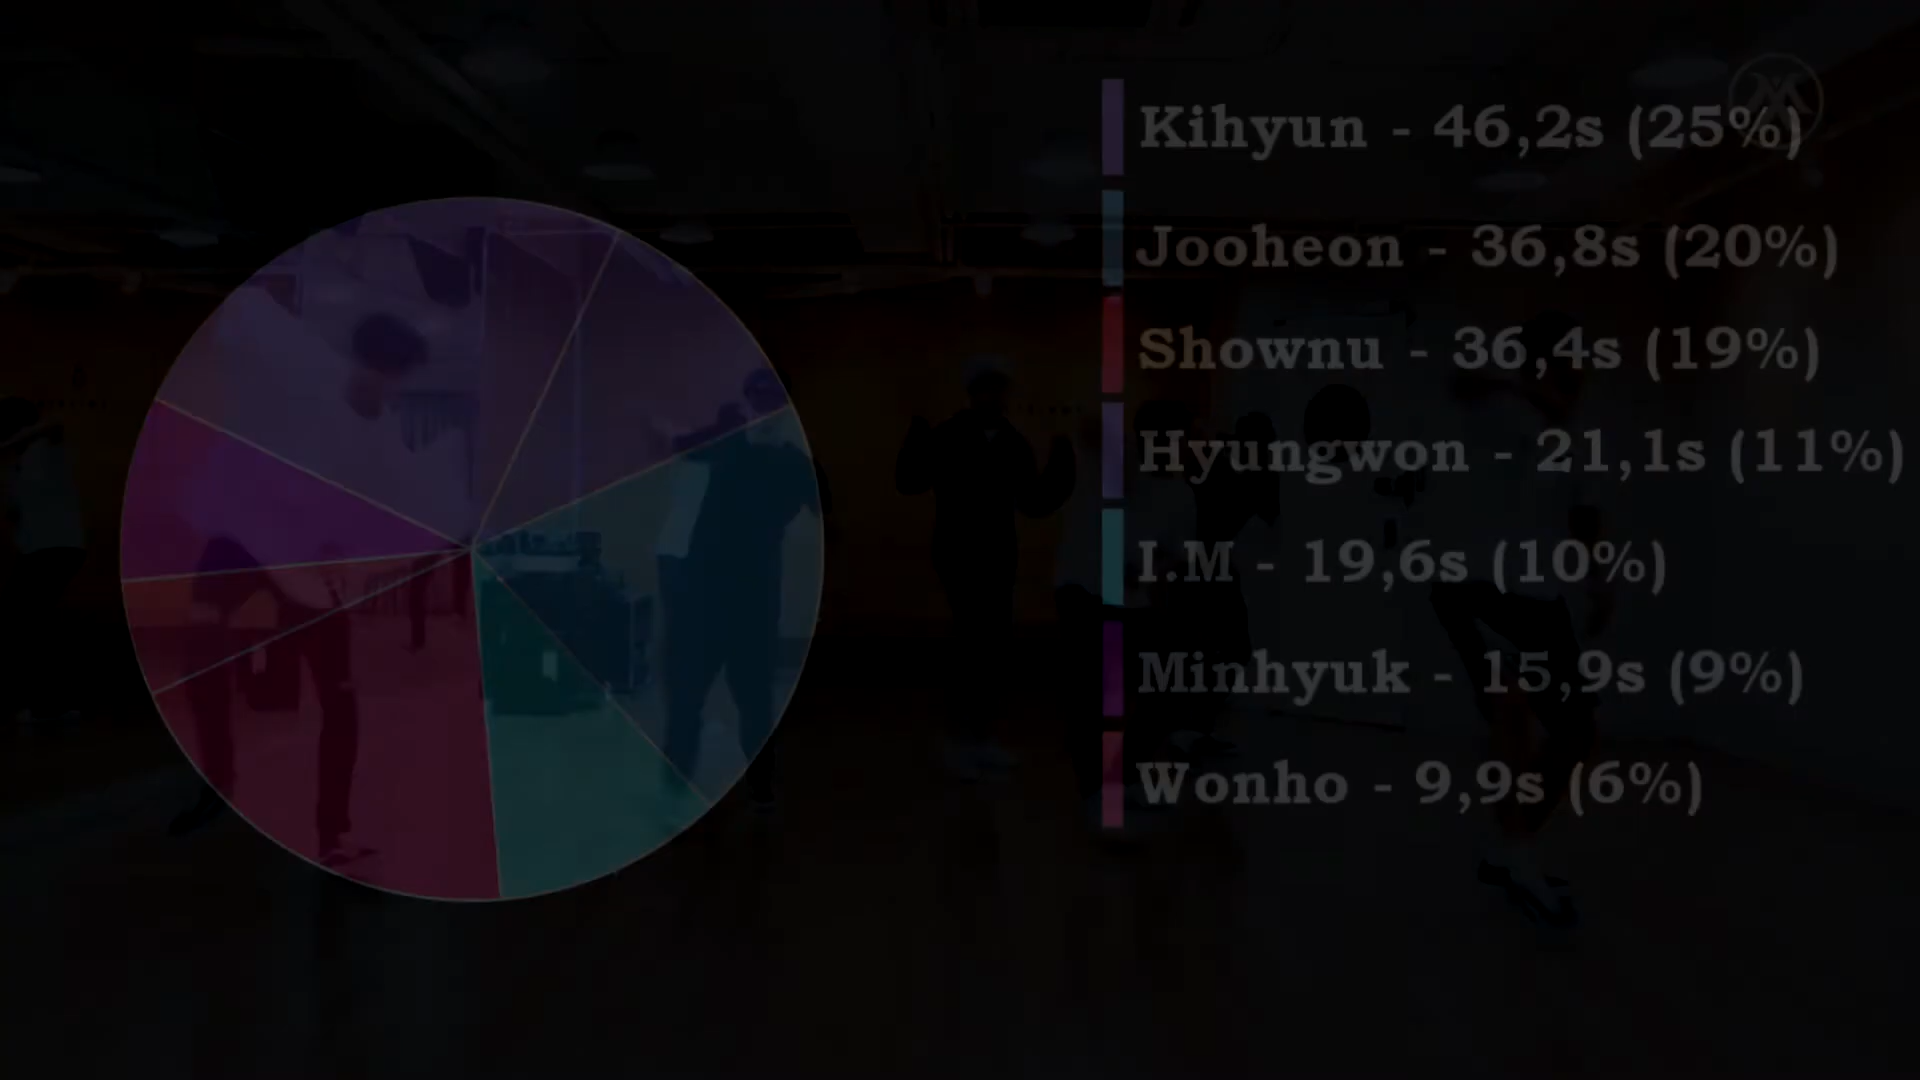 Kihyun - 46,2s (25%)
Jooheon - 36,8s (20%)
Shownu - 36,4s (19%)
Hyungwon - 21,1s (11%)
I.M - 19,6s (10%)
Minhyuk - 15,9s (9%)
Wonho - 9,9s (6%)